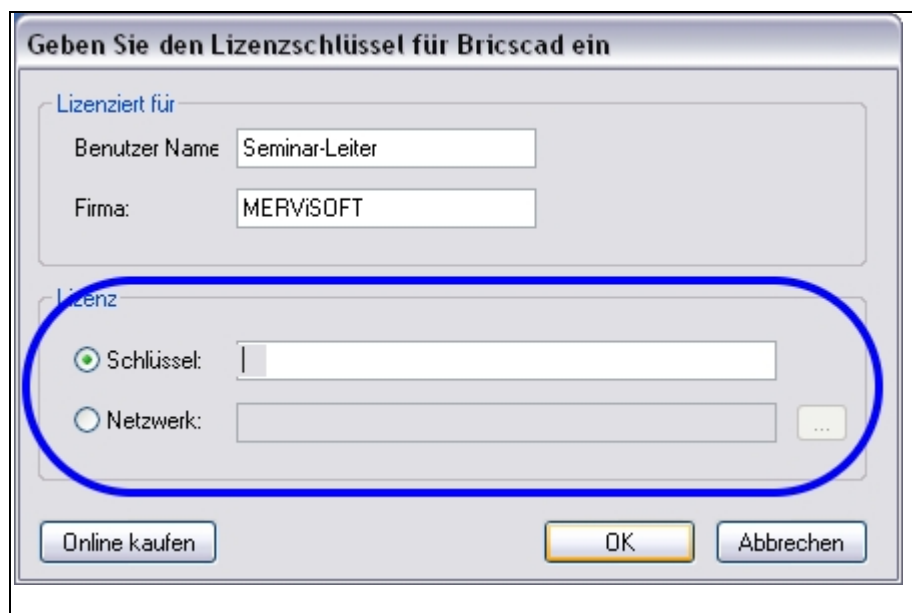 Geben Sie den Lizenzschlüssel für Bricscad ein
Lizenziert für
Benutzer Name Seminar-Leiter
Firma: MERViSOFT
Lizenz
Schlüssel:
Netzwerk:
...
Online kaufen OK Abbrechen